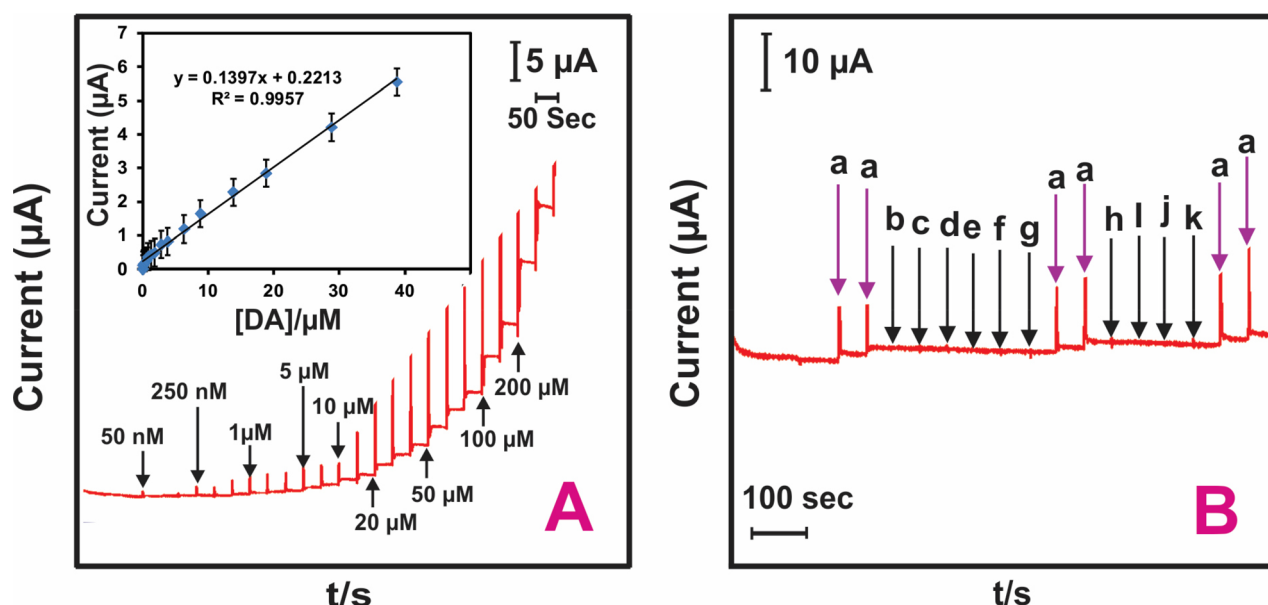 7
6
5
4
3
2
1
0
Current (µA)
y = 0.1397x + 0.2213
R² = 0.9957
0
10
20
30
40
[DA]/µM
5 µA
50 Sec
Current (µA)
50 nM
250 nM
1µM
5 µM
10 µM
20 µM
50 µM
100 µM
200 µM
A
t/s
10 µA
Current (µA)
a a
b c d e f g
a a
h I j k
a a
100 sec
B
t/s